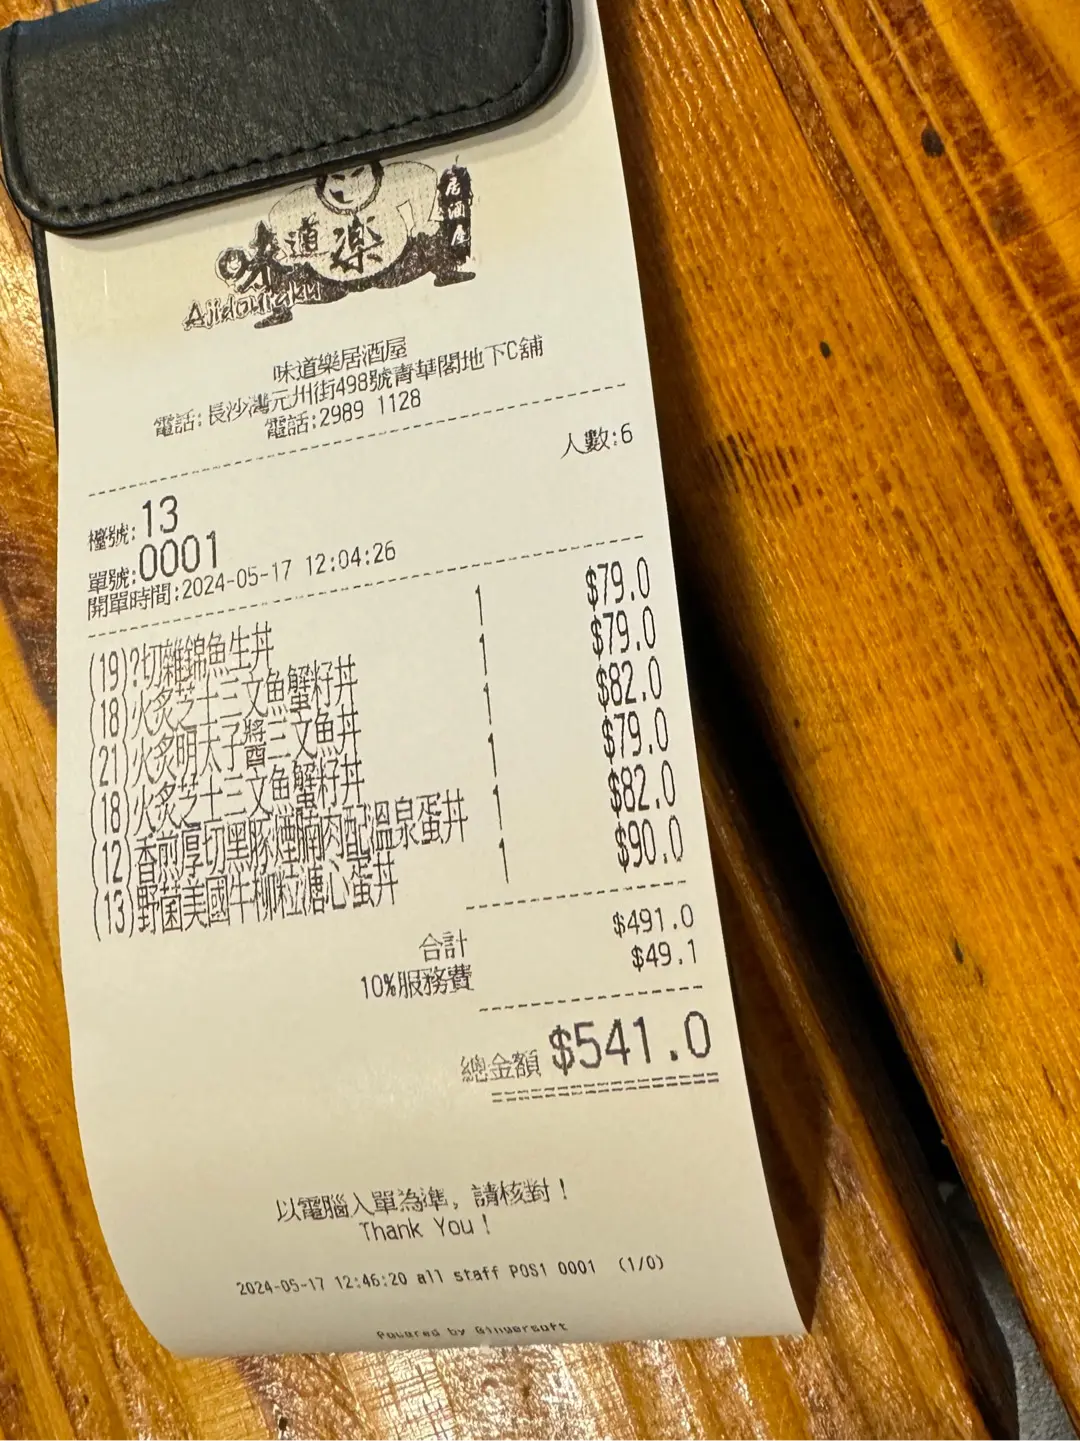 味道楽
居酒屋
Ajidouraku
味道樂居酒屋
電話:長沙灣元州街498號青華閣地下C舖
電話:2989 1128
人數:6
檯號:13
單號:0001
開單時間:2024-05-17 12:04:26
(19)?切雜錦魚生丼 1 $79.0
(18)火炙芝士三文魚蟹籽丼 1 $79.0
(21)火炙明太子醬三文魚丼 1 $82.0
(18)火炙芝士三文魚蟹籽丼 1 $79.0
(12)香煎厚切黑豚煙腩肉配溫泉蛋丼 1 $82.0
(13)野菌美國牛柳粒溏心蛋丼 1 $90.0
合計 $491.0
10%服務費 $49.1
總金額 $541.0
以電腦入單為準，請核對！
Thank You！
2024-05-17 12:46:20 all staff POS1 0001 (1/0)
Powered by Gingersoft